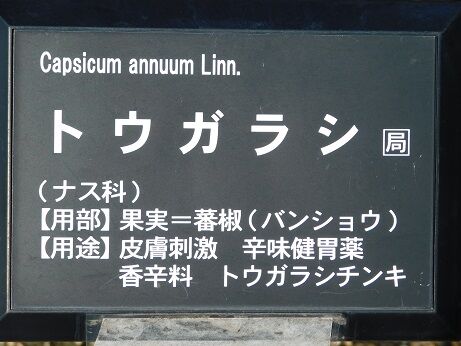 Capsicum annuum Linn.
トウガラシ 局
(ナス科)
【用部】果実=蕃椒(バンショウ)
【用途】皮膚刺激 辛味健胃薬
香辛料 トウガラシチンキ